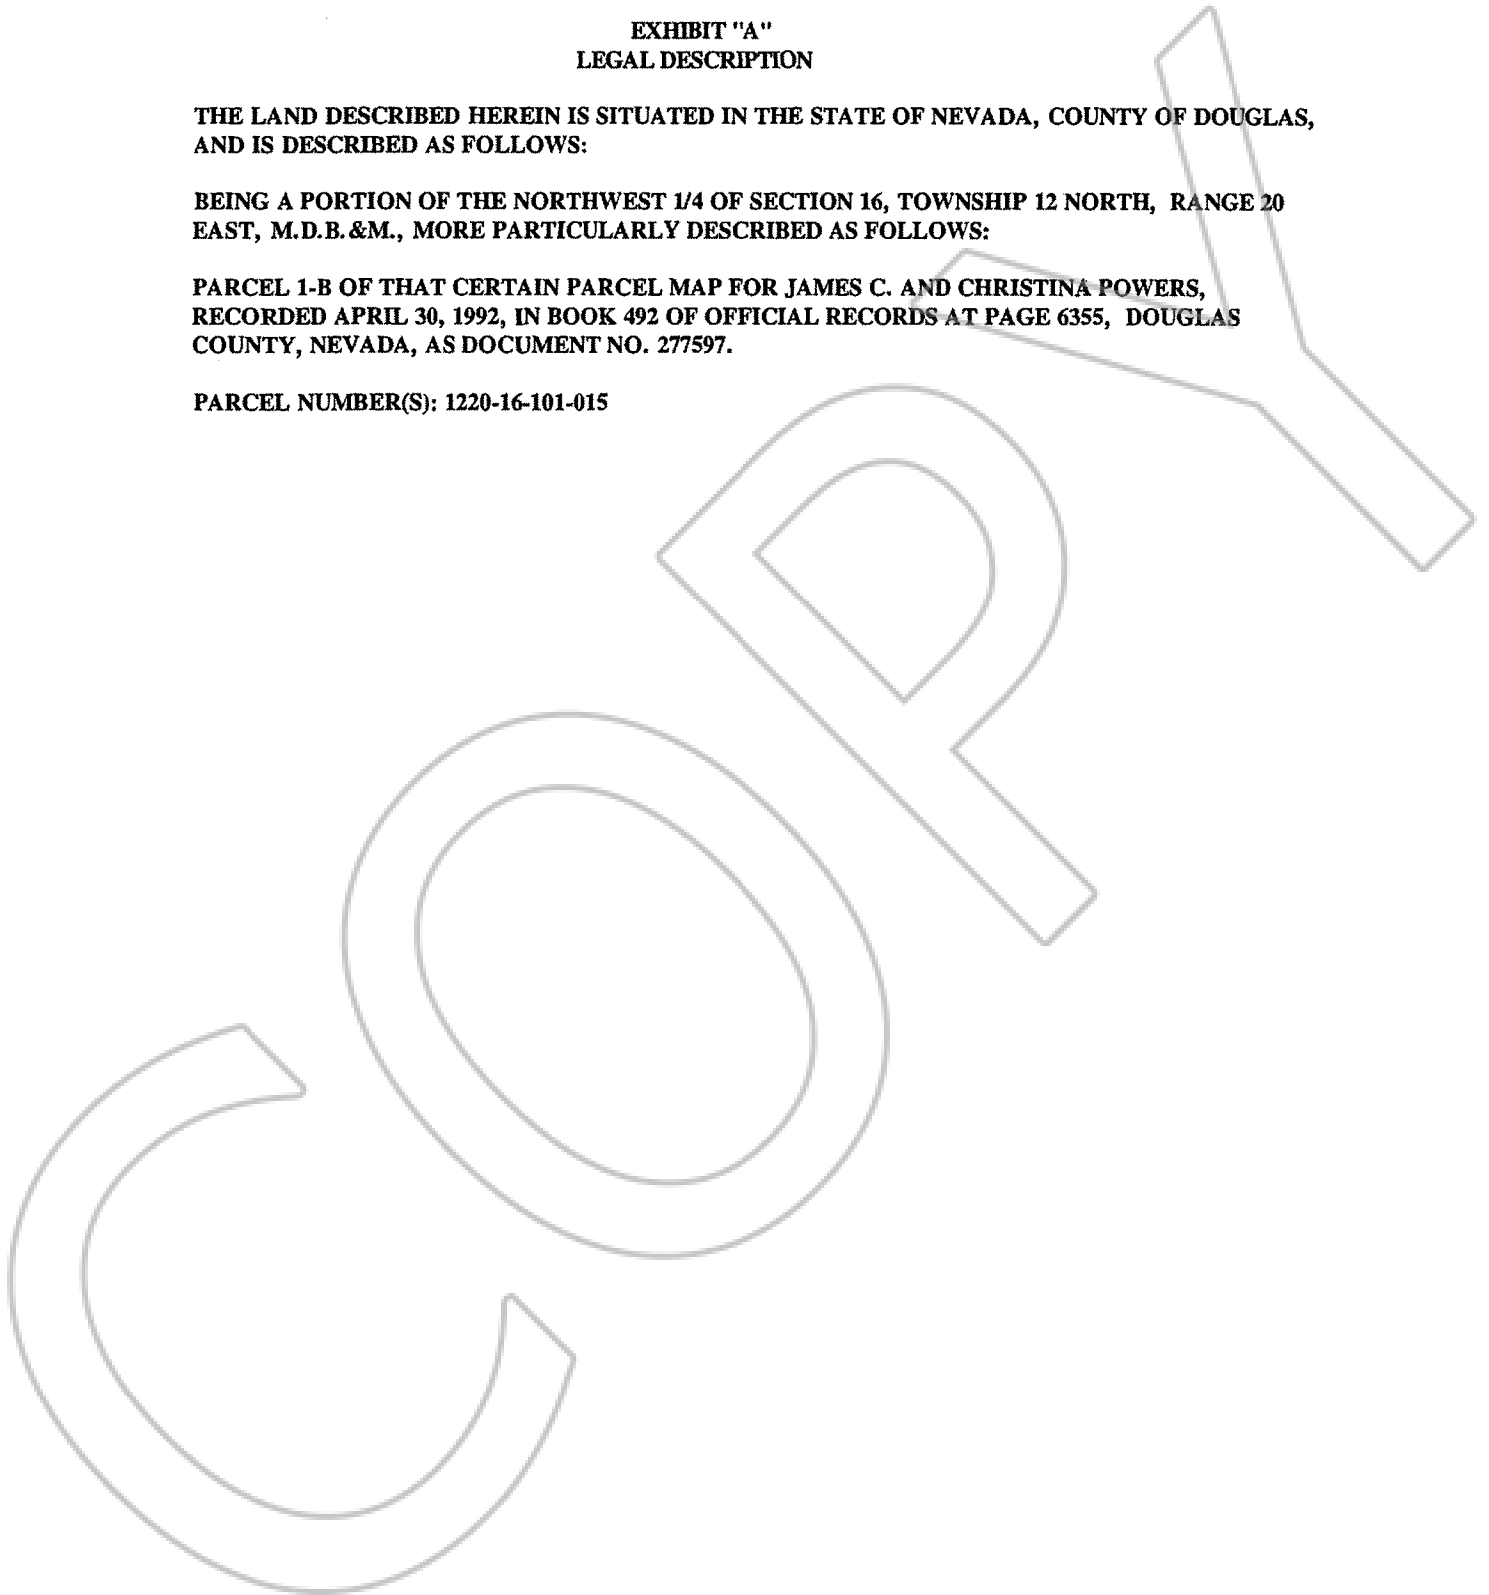 EXHIBIT "A"
LEGAL DESCRIPTION
THE LAND DESCRIBED HEREIN IS SITUATED IN THE STATE OF NEVADA, COUNTY OF DOUGLAS,
AND IS DESCRIBED AS FOLLOWS:
BEING A PORTION OF THE NORTHWEST 1/4 OF SECTION 16, TOWNSHIP 12 NORTH, RANGE 20
EAST, M.D.B.&M., MORE PARTICULARLY DESCRIBED AS FOLLOWS:
PARCEL 1-B OF THAT CERTAIN PARCEL MAP FOR JAMES C. AND CHRISTINA POWERS,
RECORDED APRIL 30, 1992, IN BOOK 492 OF OFFICIAL RECORDS AT PAGE 6355, DOUGLAS
COUNTY, NEVADA, AS DOCUMENT NO. 277597.
PARCEL NUMBER(S): 1220-16-101-015
COPY